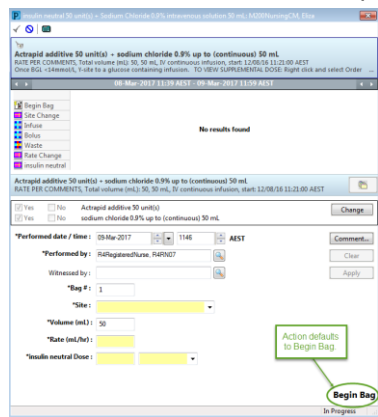 insulin neutral 50 unit(s) + Sodium Chloride 0.9% intravenous solution 50 mL: M300NursingCM, Eliza
Actrapid additive 50 unit(s) + sodium chloride 0.9% up to (continuous) 50 mL
RATE PER COMMENTS, Total volume (mL): 50, 50 mL, IV continuous infusion, start: 12/08/16 11:21:00 AEST
Once BGL <14mmol/L, Y-site to a glucose containing infusion. TO VIEW SUPPLEMENTAL DOSE: Right click and select Order ...
08-Mar-2017 11:39 AEST - 09-Mar-2017 11:59 AEST
Begin Bag
Site Change
Infuse
Bolus
Waste
Rate Change
insulin neutral
No results found
Actrapid additive 50 unit(s) + sodium chloride 0.9% up to (continuous) 50 mL
RATE PER COMMENTS, Total volume (mL): 50, 50 mL, IV continuous infusion, start: 12/08/16 11:21:00 AEST
Yes No Actrapid additive 50 unit(s)
Yes No sodium chloride 0.9% up to (continuous) 50 mL
Change
*Performed date / time : 09-Mar-2017 1146 AEST
Comment...
*Performed by : R4RegisteredNurse, R4RN07
Clear
Witnessed by :
Apply
*Bag # : 1
*Site :
*Volume (mL) : 50
*Rate (mL/hr) :
*insulin neutral Dose :
Action defaults
to Begin Bag.
Begin Bag
In Progress